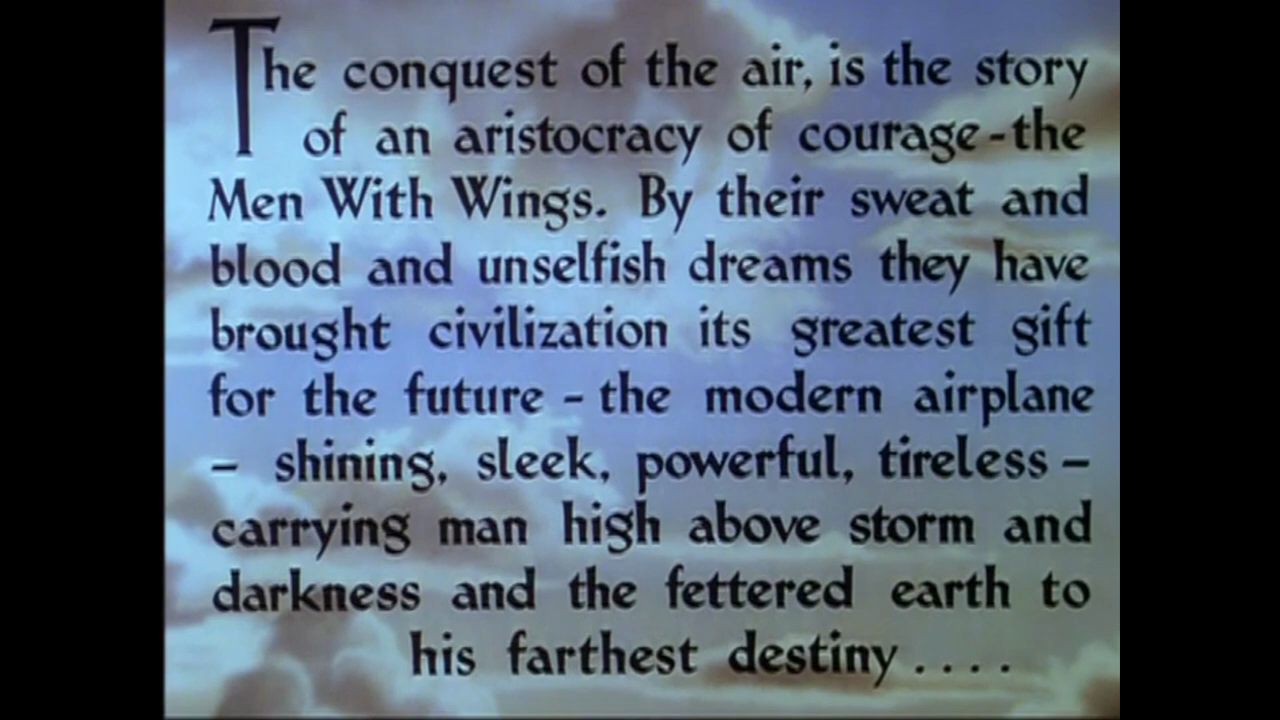 The conquest of the air, is the story
of an aristocracy of courage - the
Men With Wings. By their sweat and
blood and unselfish dreams they have
brought civilization its greatest gift
for the future - the modern airplane
- shining, sleek, powerful, tireless -
carrying man high above storm and
darkness and the fettered earth to
his farthest destiny . . . .